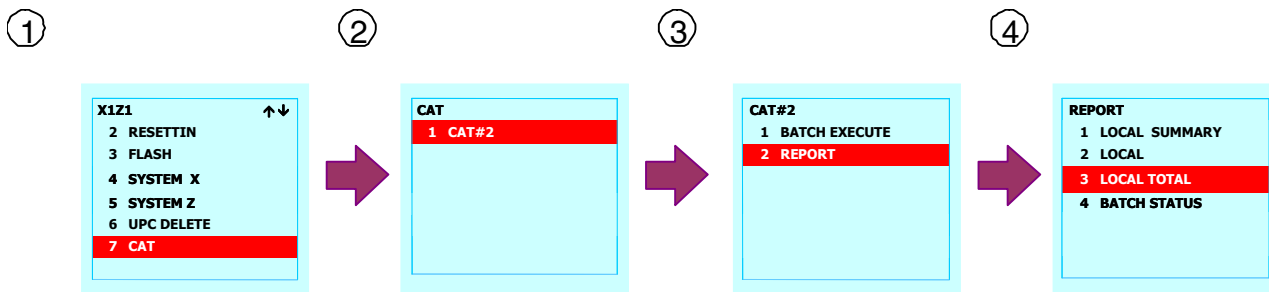 1
2
3
4
X1Z1 ↑↓
2 RESETTIN
3 FLASH
4 SYSTEM X
5 SYSTEM Z
6 UPC DELETE
7 CAT
CAT
1 CAT#2
CAT#2
1 BATCH EXECUTE
2 REPORT
REPORT
1 LOCAL SUMMARY
2 LOCAL
3 LOCAL TOTAL
4 BATCH STATUS